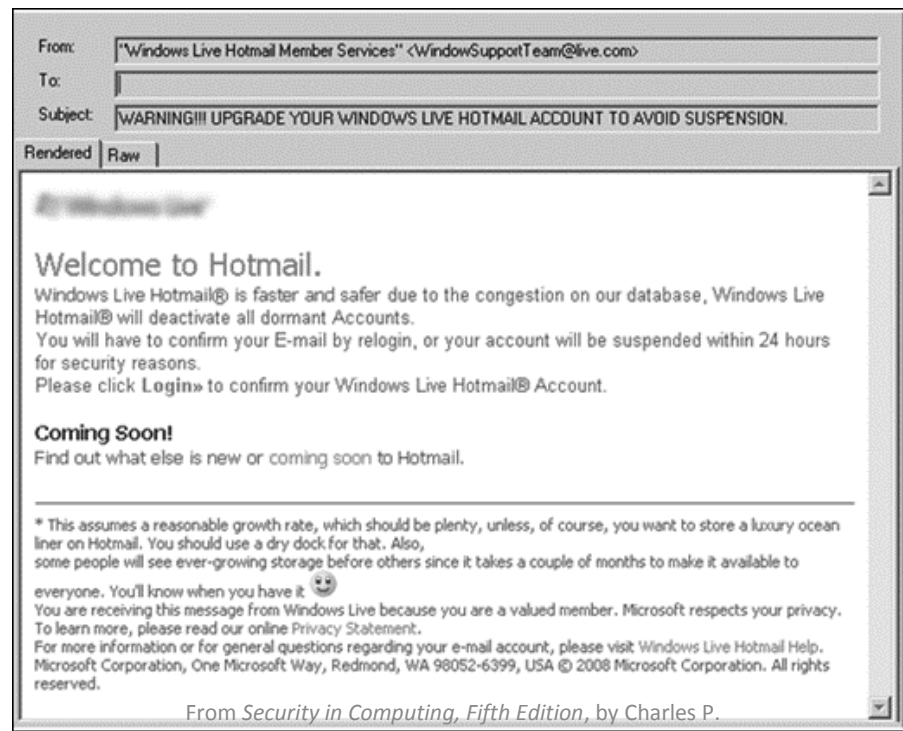 From: "Windows Live Hotmail Member Services" <WindowSupportTeam@live.com>
To:
Subject: WARNING!!! UPGRADE YOUR WINDOWS LIVE HOTMAIL ACCOUNT TO AVOID SUSPENSION.
Rendered Raw
Welcome to Hotmail.
Windows Live Hotmail® is faster and safer due to the congestion on our database, Windows Live
Hotmail® will deactivate all dormant Accounts.
You will have to confirm your E-mail by relogin, or your account will be suspended within 24 hours
for security reasons.
Please click Login» to confirm your Windows Live Hotmail® Account.
Coming Soon!
Find out what else is new or coming soon to Hotmail.
* This assumes a reasonable growth rate, which should be plenty, unless, of course, you want to store a luxury ocean
liner on Hotmail. You should use a dry dock for that. Also,
some people will see ever-growing storage before others since it takes a couple of months to make it available to
everyone. You'll know when you have it
You are receiving this message from Windows Live because you are a valued member. Microsoft respects your privacy.
To learn more, please read our online Privacy Statement.
For more information or for general questions regarding your e-mail account, please visit Windows Live Hotmail Help.
Microsoft Corporation, One Microsoft Way, Redmond, WA 98052-6399, USA © 2008 Microsoft Corporation. All rights
reserved.
From Security in Computing, Fifth Edition, by Charles P.